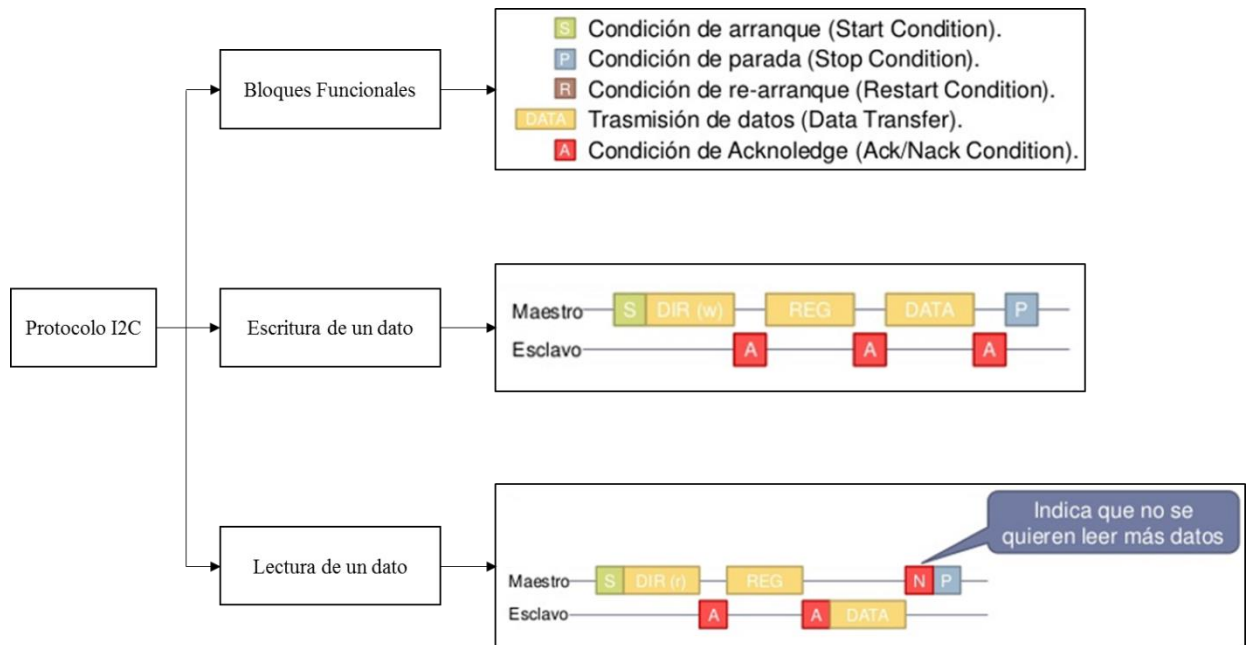 Protocolo I2C
Bloques Funcionales
S Condición de arranque (Start Condition).
P Condición de parada (Stop Condition).
R Condición de re-arranque (Restart Condition).
DATA Trasmisión de datos (Data Transfer).
A Condición de Acknoledge (Ack/Nack Condition).
Escritura de un dato
Maestro S DIR (w) REG DATA P
Esclavo A A A
Lectura de un dato
Indica que no se
quieren leer más datos
Maestro S DIR (r) REG N P
Esclavo A A DATA